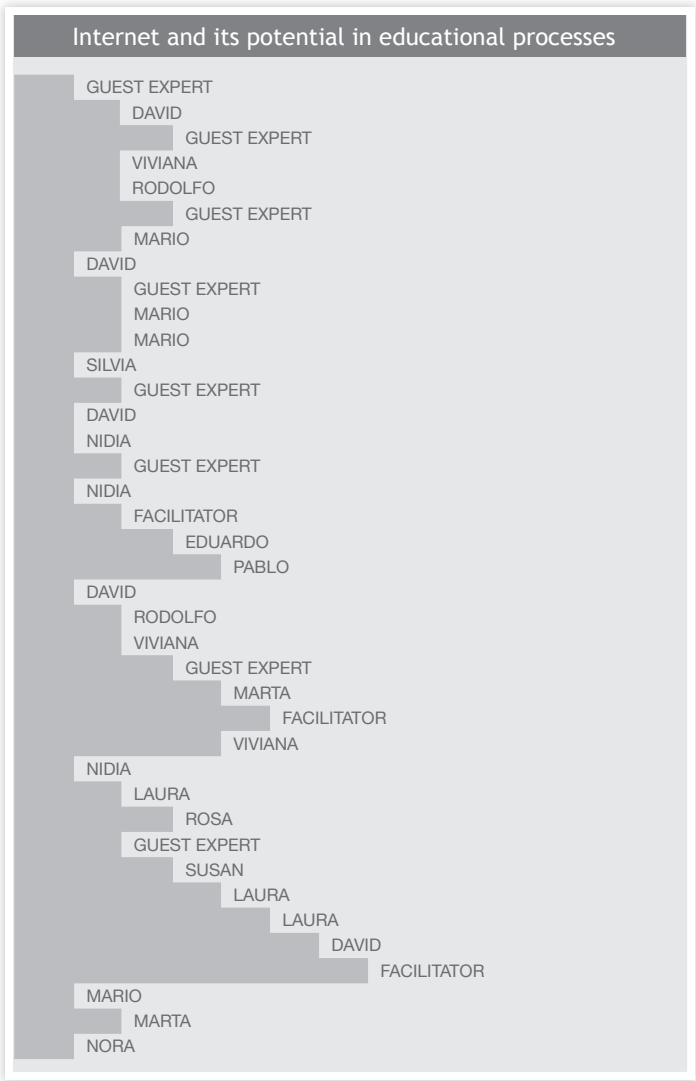 Internet and its potential in educational processes
GUEST EXPERT
DAVID
GUEST EXPERT
VIVIANA
RODOLFO
GUEST EXPERT
MARIO
DAVID
GUEST EXPERT
MARIO
MARIO
SILVIA
GUEST EXPERT
DAVID
NIDIA
GUEST EXPERT
NIDIA
FACILITATOR
EDUARDO
PABLO
DAVID
RODOLFO
VIVIANA
GUEST EXPERT
MARTA
FACILITATOR
VIVIANA
NIDIA
LAURA
ROSA
GUEST EXPERT
SUSAN
LAURA
LAURA
DAVID
FACILITATOR
MARIO
MARTA
NORA